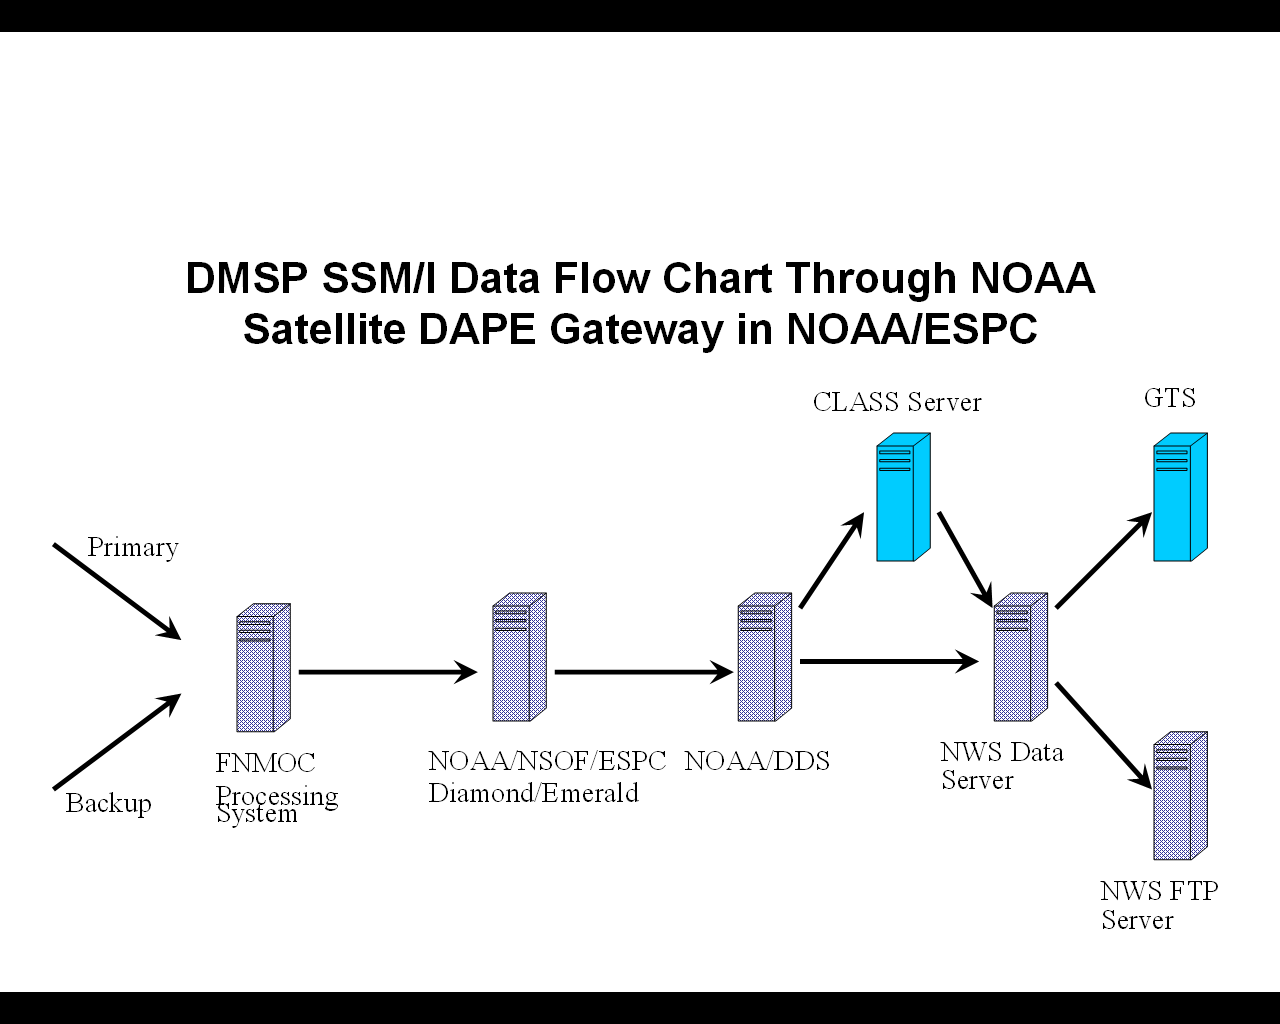 DMSP SSM/I Data Flow Chart Through NOAA
Satellite DAPE Gateway in NOAA/ESPC
CLASS Server
GTS
Primary
Backup
FNMOC
Processing
System
NOAA/NSOF/ESPC
Diamond/Emerald
NOAA/DDS
NWS Data
Server
NWS FTP
Server